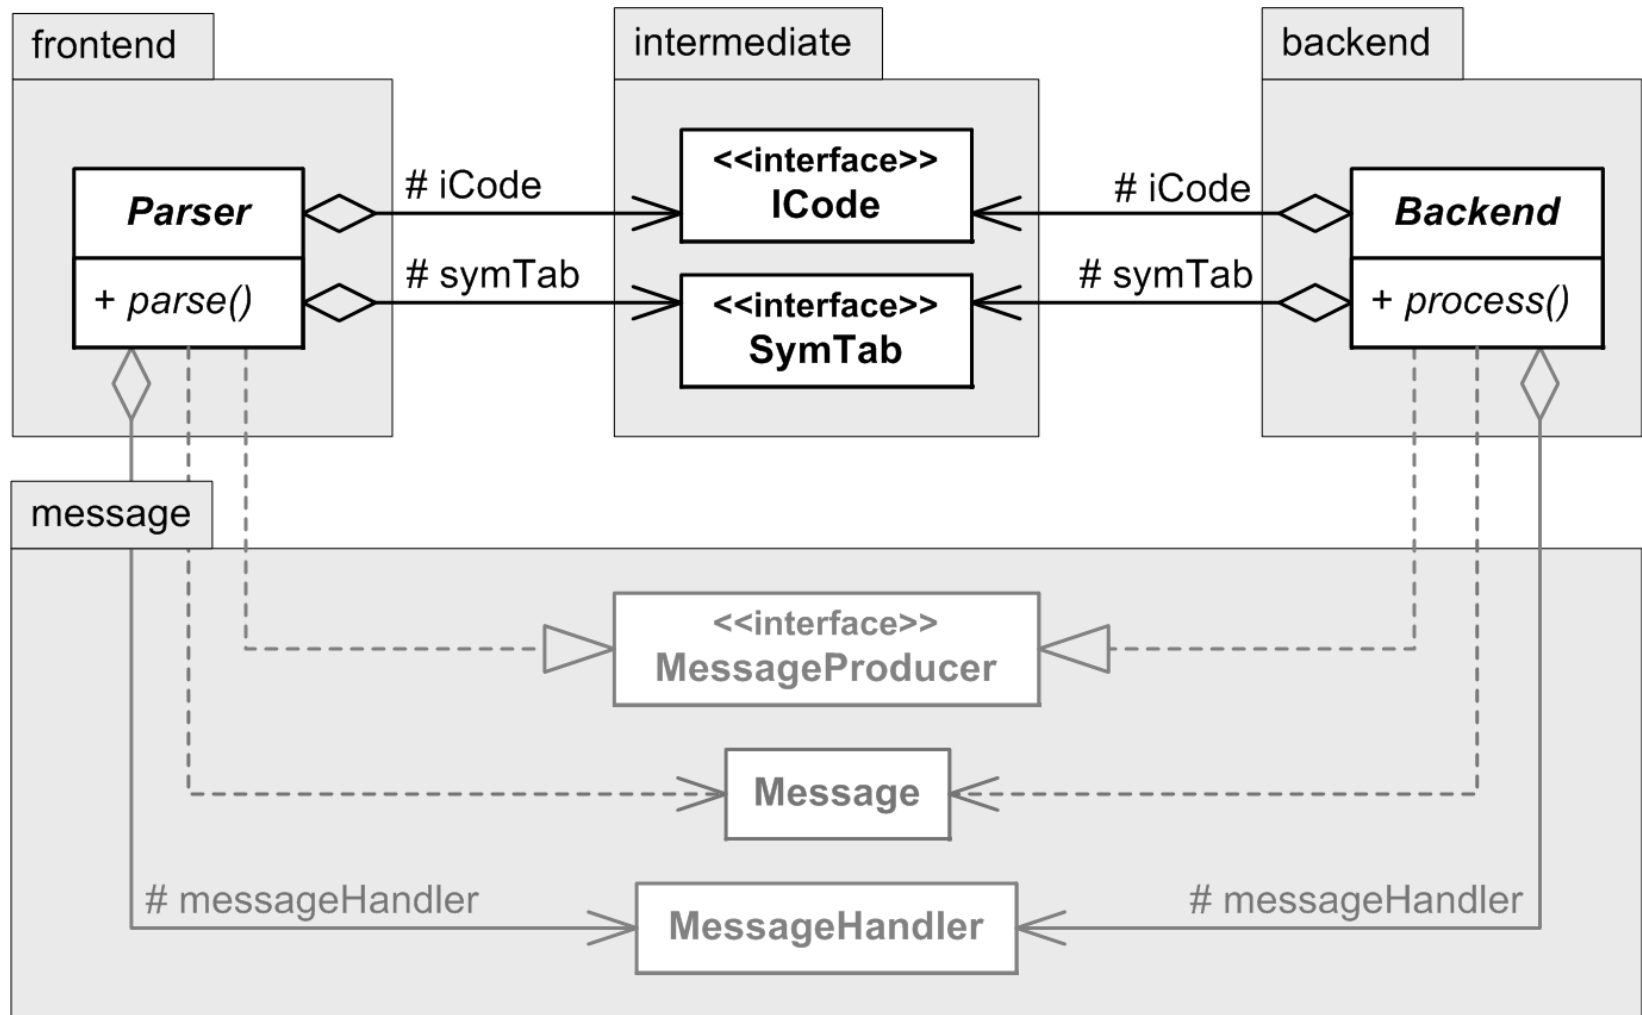 frontend
intermediate
backend
Parser
+ parse()
# iCode
# symTab
<<interface>>
ICode
<<interface>>
SymTab
# iCode
# symTab
Backend
+ process()
message
<<interface>>
MessageProducer
Message
# messageHandler
MessageHandler
# messageHandler